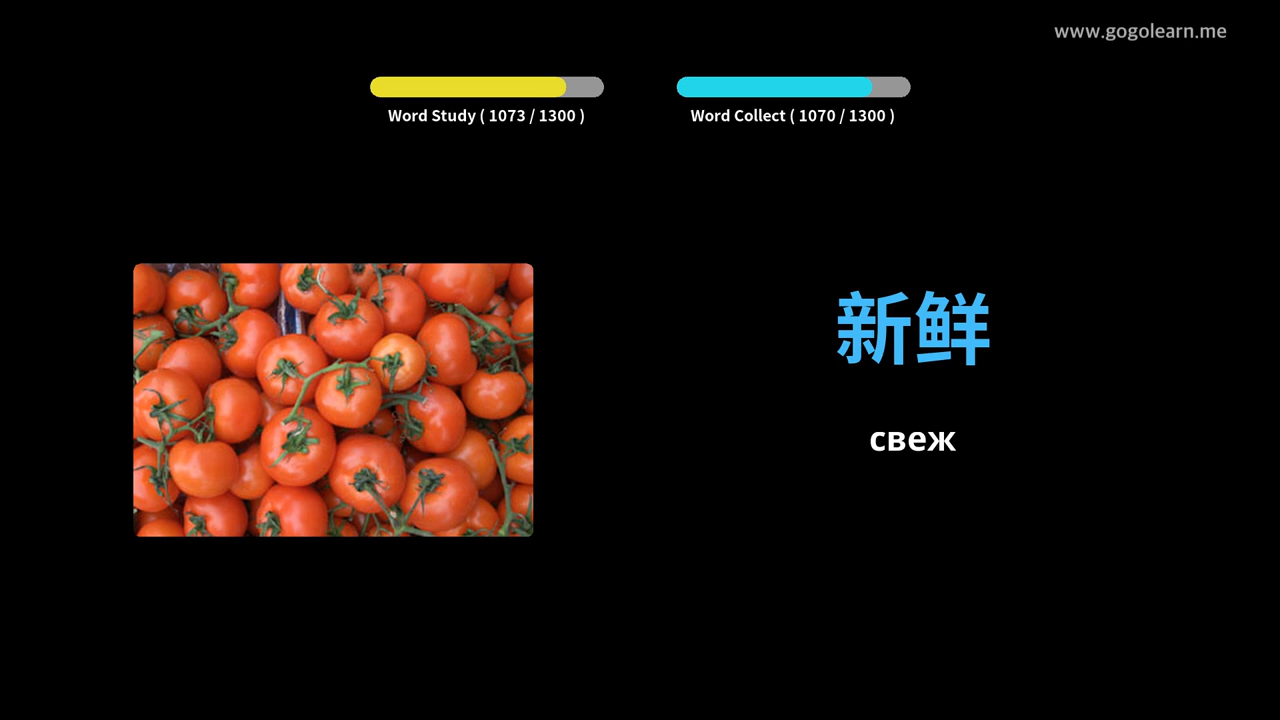 www.gogolearn.me
Word Study ( 1073 / 1300 )
Word Collect ( 1070 / 1300 )
新鲜
свеж